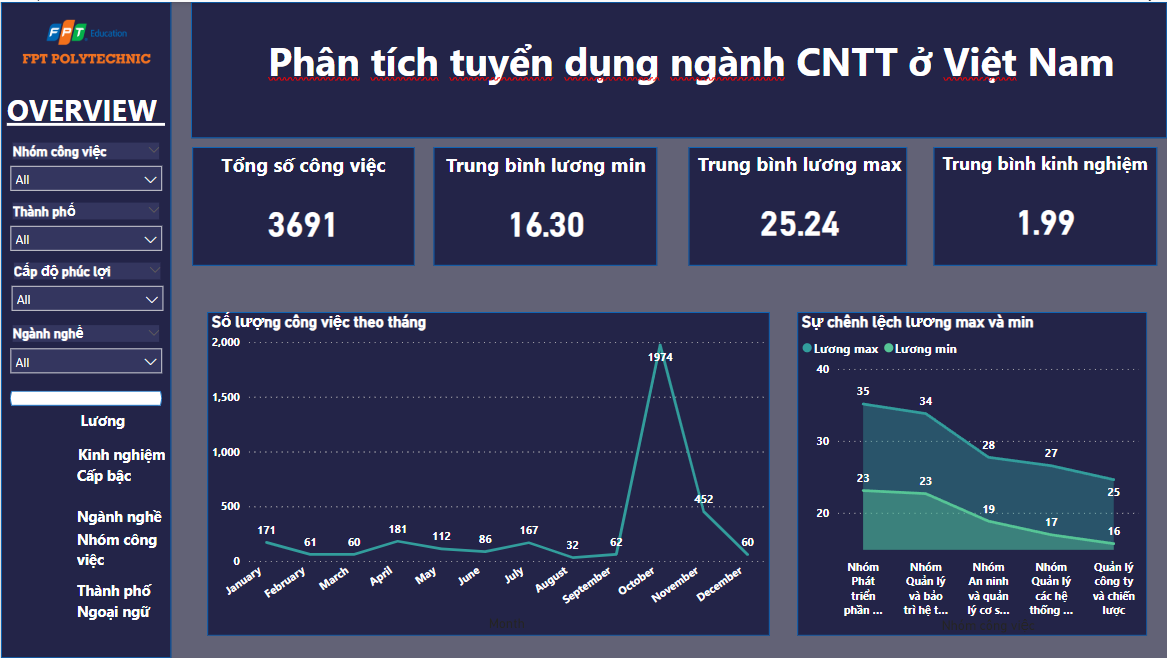 FPT Education
FPT POLYTECHNIC
OVERVIEW
Nhóm công việc
All
Thành phố
All
Cấp độ phúc lợi
All
Ngành nghề
All
Lương
Kinh nghiệm
Cấp bậc
Ngành nghề
Nhóm công
việc
Thành phố
Ngoại ngữ
Phân tích tuyển dụng ngành CNTT ở Việt Nam
Tổng số công việc
3691
Trung bình lương min
16.30
Trung bình lương max
25.24
Trung bình kinh nghiệm
1.99
Số lượng công việc theo tháng
2,000
1,500
1,000
500
0
171
61
60
181
112
86
167
32
62
1974
452
60
January
February
March
April
May
June
July
August
September
October
November
December
Sự chênh lệch lương max và min
Lương max
Lương min
40
30
20
35
34
28
27
25
23
23
19
17
16
Nhóm
Phát
triển
phần ...
Nhóm
Quản lý
và bảo
trì hệ t...
Nhóm
An ninh
và quản
lý cơ s...
Nhóm
Quản lý
các hệ
thống ...
Quản lý
công ty
và chiến
lược